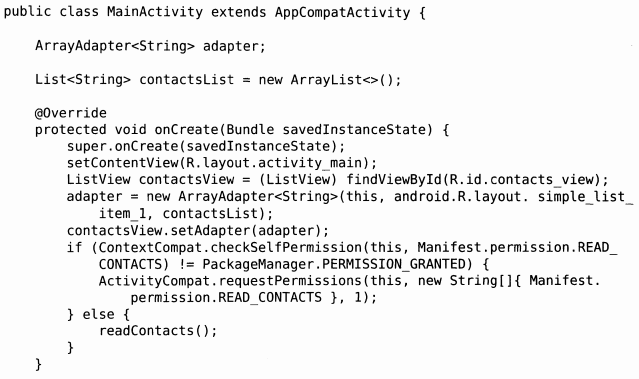 public class MainActivity extends AppCompatActivity {
ArrayAdapter<String> adapter;
List<String> contactsList = new ArrayList<>();
@Override
protected void onCreate(Bundle savedInstanceState) {
super.onCreate(savedInstanceState);
setContentView(R.layout.activity_main);
ListView contactsView = (ListView) findViewById(R.id.contacts_view);
adapter = new ArrayAdapter<String>(this, android.R.layout. simple_list_
item_1, contactsList);
contactsView.setAdapter(adapter);
if (ContextCompat.checkSelfPermission(this, Manifest.permission.READ_
CONTACTS) != PackageManager.PERMISSION_GRANTED) {
ActivityCompat.requestPermissions(this, new String[]{ Manifest.
permission.READ_CONTACTS }, 1);
} else {
readContacts();
}
}